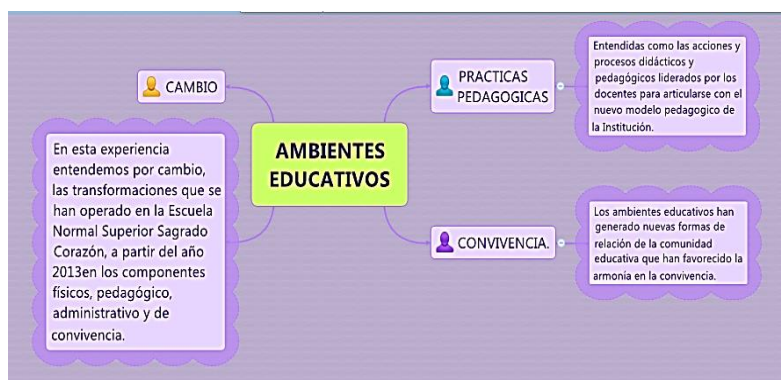 AMBIENTES
EDUCATIVOS
CAMBIO
En esta experiencia
entendemos por cambio,
las transformaciones que se
han operado en la Escuela
Normal Superior Sagrado
Corazón, a partir del año
2013en los componentes
físicos, pedagógico,
administrativo y de
convivencia.
PRACTICAS
PEDAGOGICAS
Entendidas como las acciones y
procesos didácticos y
pedagógicos liderados por los
docentes para articularse con el
nuevo modelo pedagogico de
la Institución.
CONVIVENCIA.
Los ambientes educativos han
generado nuevas formas de
relación de la comunidad
educativa que han favorecido la
armonía en la convivencia.